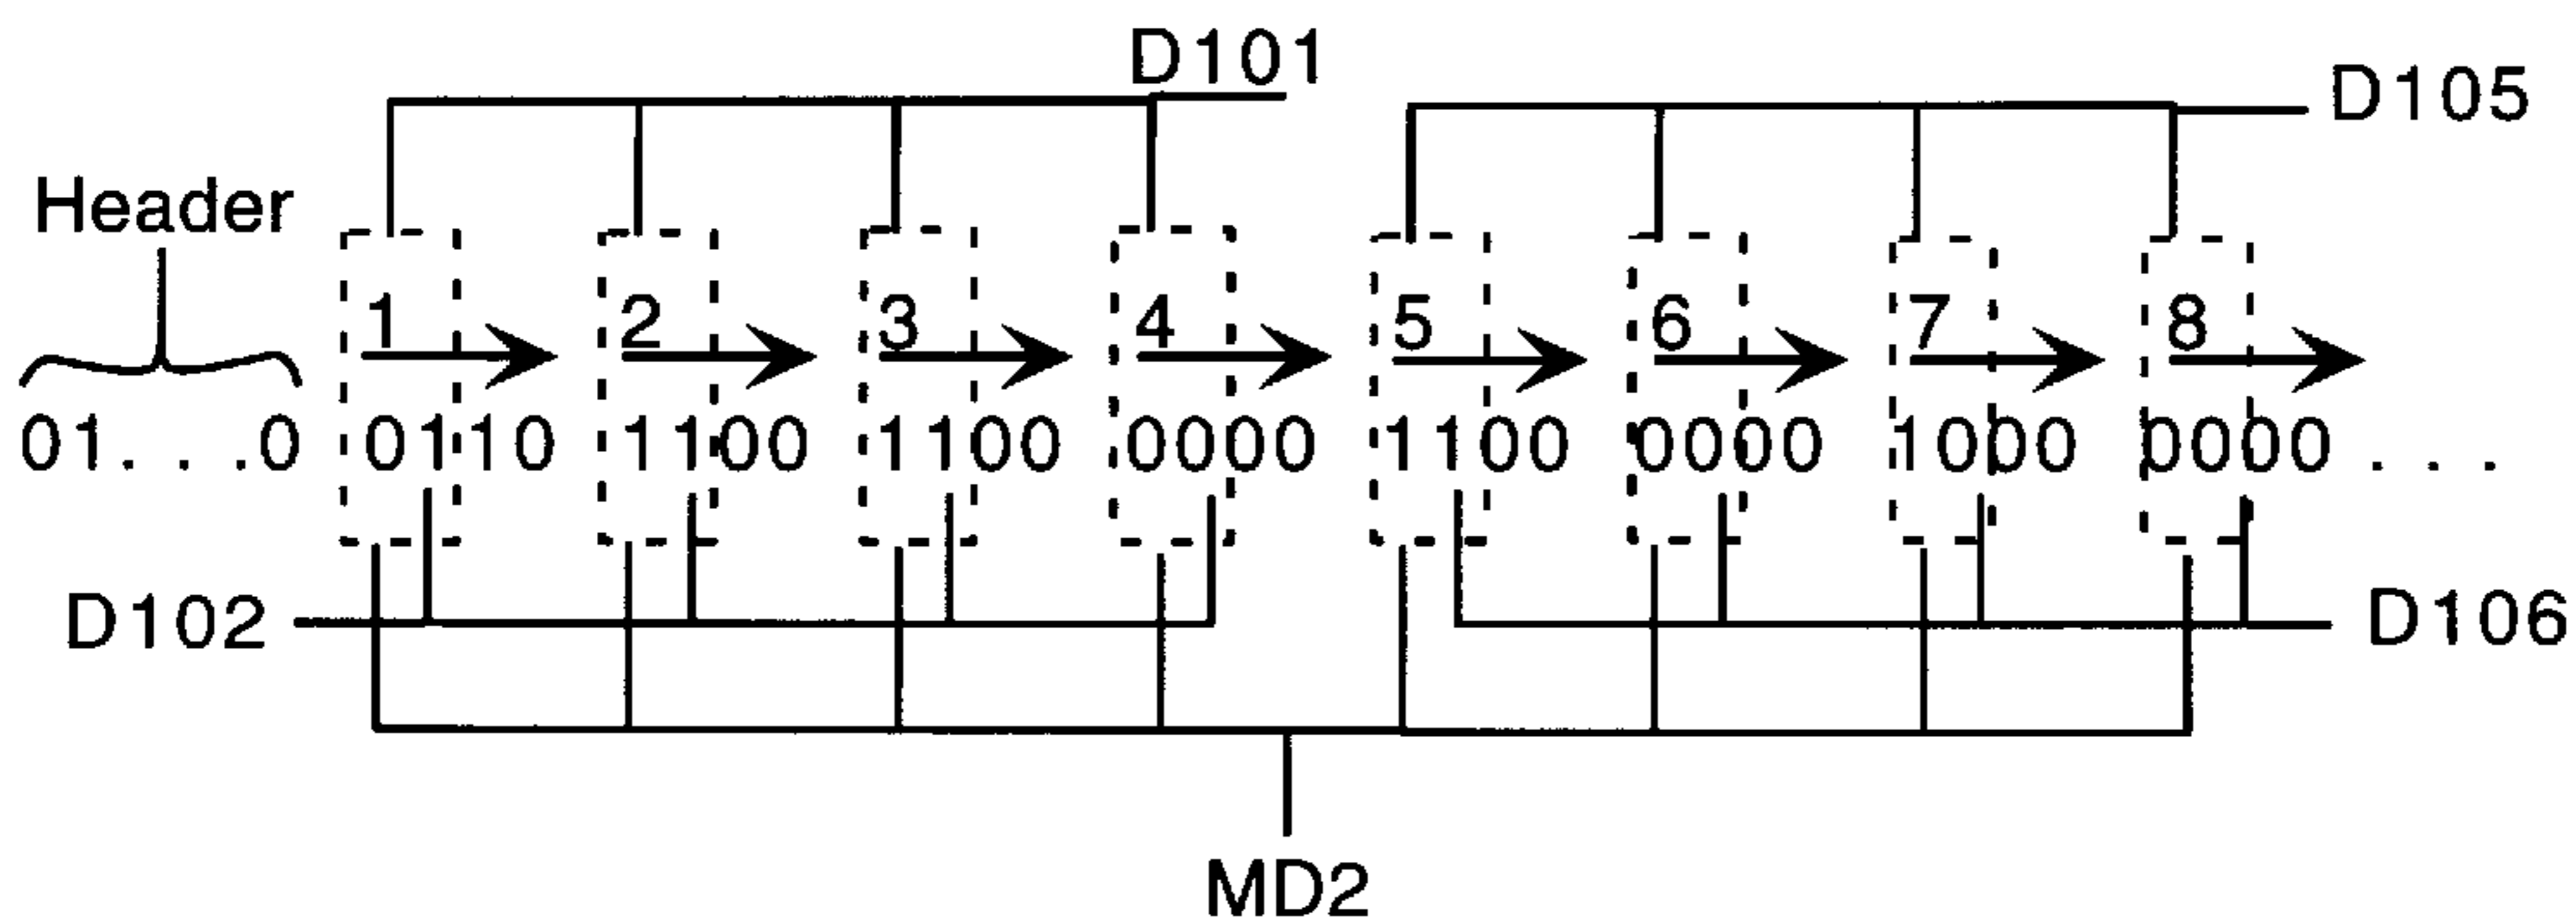 D101
D105
Header
1 2 3 4 5 6 7 8
01. . .0 0110 1100 1100 0000 1100 0000 1000 0000 . . .
D102 D106
MD2